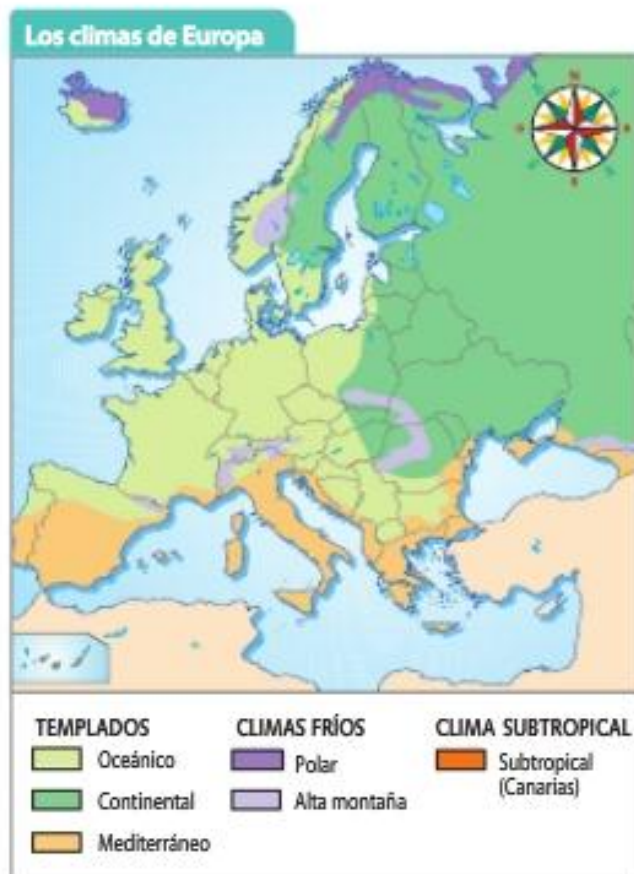 Los climas de Europa
N
TEMPLADOS
Oceánico
Continental
Mediterráneo
CLIMAS FRÍOS
Polar
Alta montaña
CLIMA SUBTROPICAL
Subtropical
(Canarias)